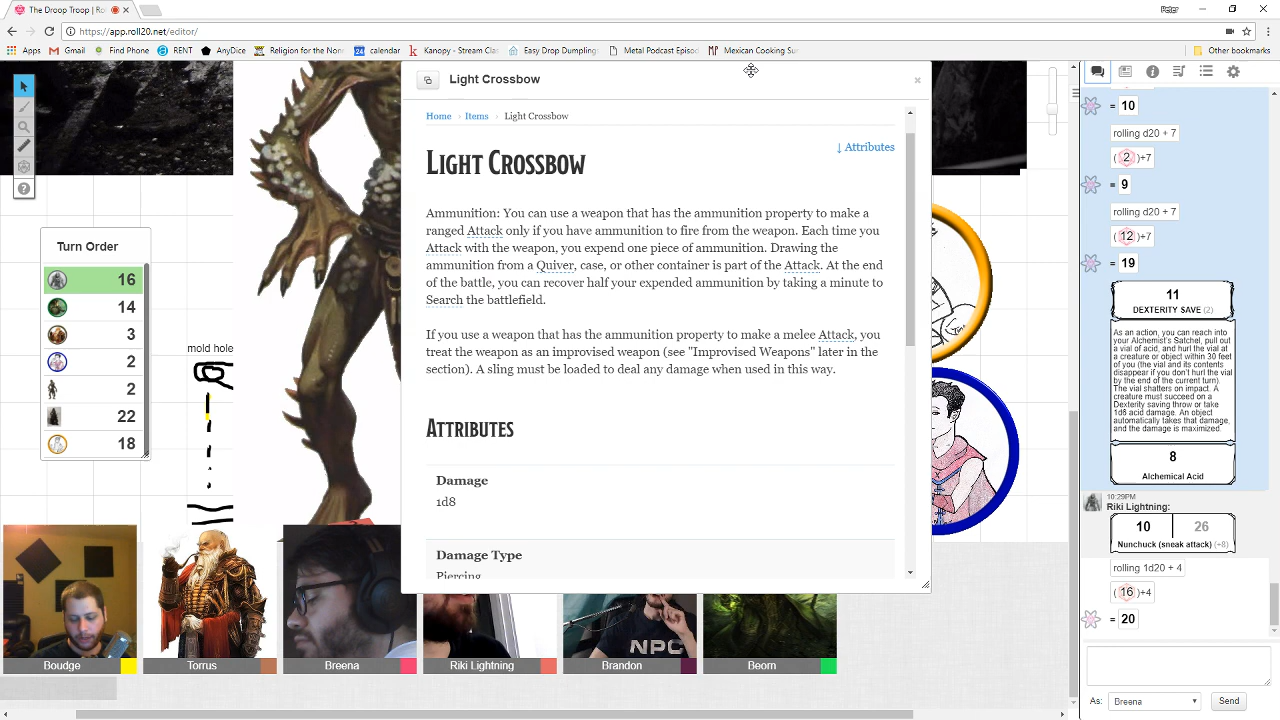 The Droop Troop | Ro
Peter
https://app.roll20.net/editor/
Apps
Gmail
Find Phone
RENT
AnyDice
Religion for the Nonr
calendar
Kanopy - Stream Clas
Easy Drop Dumpling
Metal Podcast Episod
Mexican Cooking Sup
Other bookmarks
Light Crossbow
Home › Items › Light Crossbow
↓ Attributes
Light Crossbow
Ammunition: You can use a weapon that has the ammunition property to make a
ranged Attack only if you have ammunition to fire from the weapon. Each time you
Attack with the weapon, you expend one piece of ammunition. Drawing the
ammunition from a Quiver, case, or other container is part of the Attack. At the end
of the battle, you can recover half your expended ammunition by taking a minute to
Search the battlefield.
If you use a weapon that has the ammunition property to make a melee Attack, you
treat the weapon as an improvised weapon (see "Improvised Weapons" later in the
section). A sling must be loaded to deal any damage when used in this way.
Attributes
Damage
1d8
Damage Type
Piercing
Turn Order
16
14
3
2
2
22
18
mold hole
Boudge
Torrus
Breena
Riki Lightning
NPC
Brandon
Beorn
= 10
rolling d20 + 7
(2)+7
= 9
rolling d20 + 7
(12)+7
= 19
11
DEXTERITY SAVE (2)
As an action, you can reach into
your Alchemist's Satchel, pull out
a vial of acid, and hurl the vial at
a creature or object within 30 feet
of you (the vial and its contents
disappear if you don't hurl the vial
by the end of the current turn).
The vial shatters on impact. A
creature must succeed on a
Dexterity saving throw or take
1d6 acid damage. An object
automatically takes that damage,
and the damage is maximized.
8
Alchemical Acid
10:29PM
Riki Lightning:
10 26
Nunchuck (sneak attack) (+8)
rolling 1d20 + 4
(16)+4
= 20
As:
Breena
Send